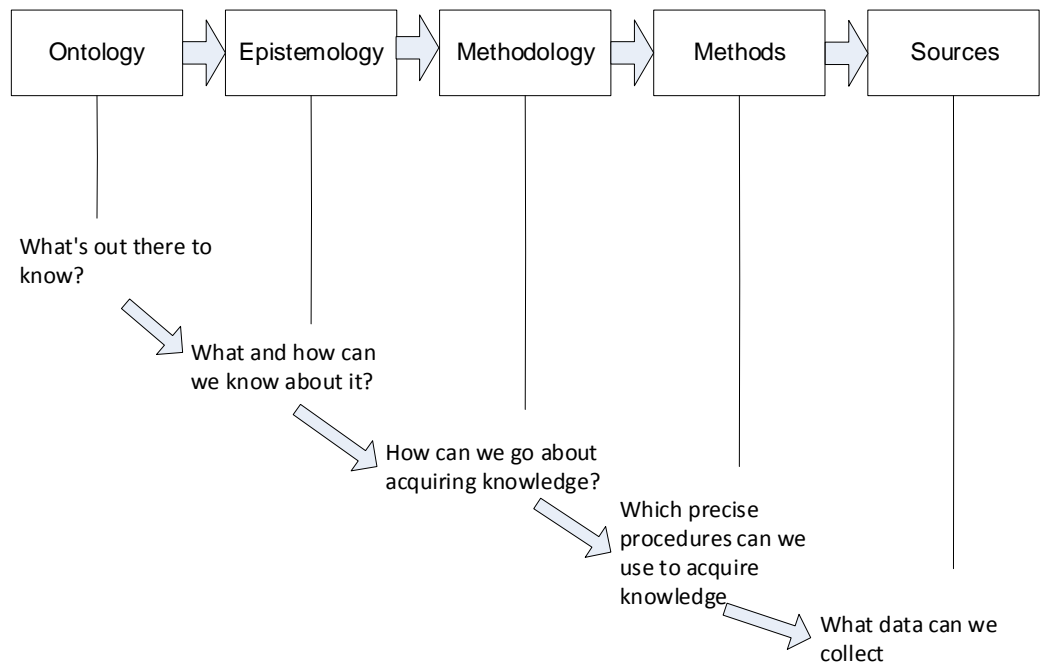 Ontology
Epistemology
Methodology
Methods
Sources
What's out there to
know?
What and how can
we know about it?
How can we go about
acquiring knowledge?
Which precise
procedures can we
use to acquire
knowledge
What data can we
collect